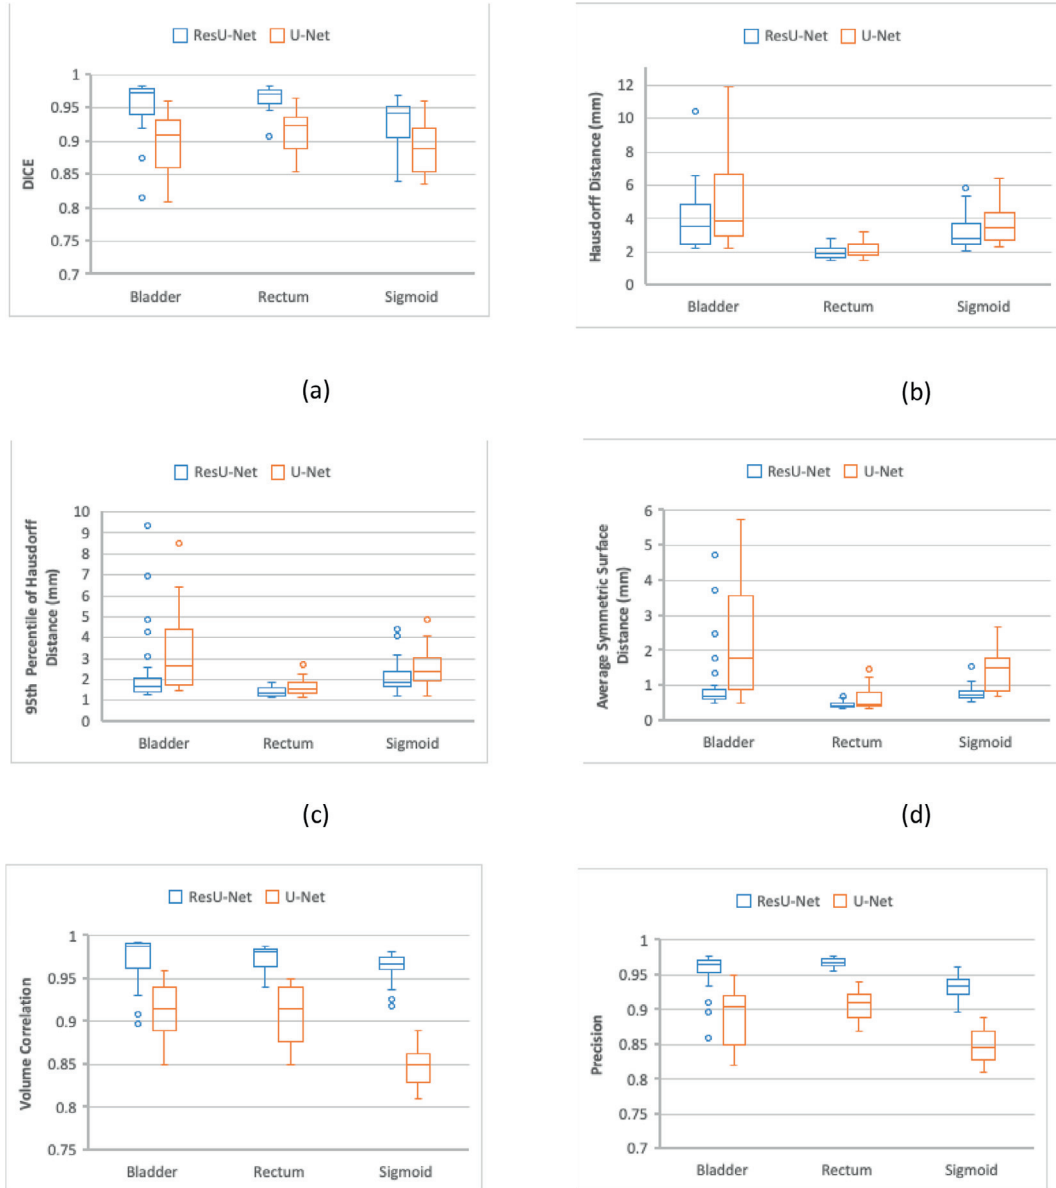 ResU-Net U-Net
1
0.95
0.9
0.85
0.8
0.75
0.7
DICE
Bladder Rectum Sigmoid
(a)
ResU-Net U-Net
12
10
8
6
4
2
0
Hausdorff Distance (mm)
Bladder Rectum Sigmoid
(b)
ResU-Net U-Net
10
9
8
7
6
5
4
3
2
1
0
95th Percentile of Hausdorff
Distance (mm)
Bladder Rectum Sigmoid
(c)
ResU-Net U-Net
6
5
4
3
2
1
0
Average Symmetric Surface
Distance (mm)
Bladder Rectum Sigmoid
(d)
ResU-Net U-Net
1
0.95
0.9
0.85
0.8
0.75
Volume Correlation
Bladder Rectum Sigmoid
ResU-Net U-Net
1
0.95
0.9
0.85
0.8
0.75
0.7
Precision
Bladder Rectum Sigmoid